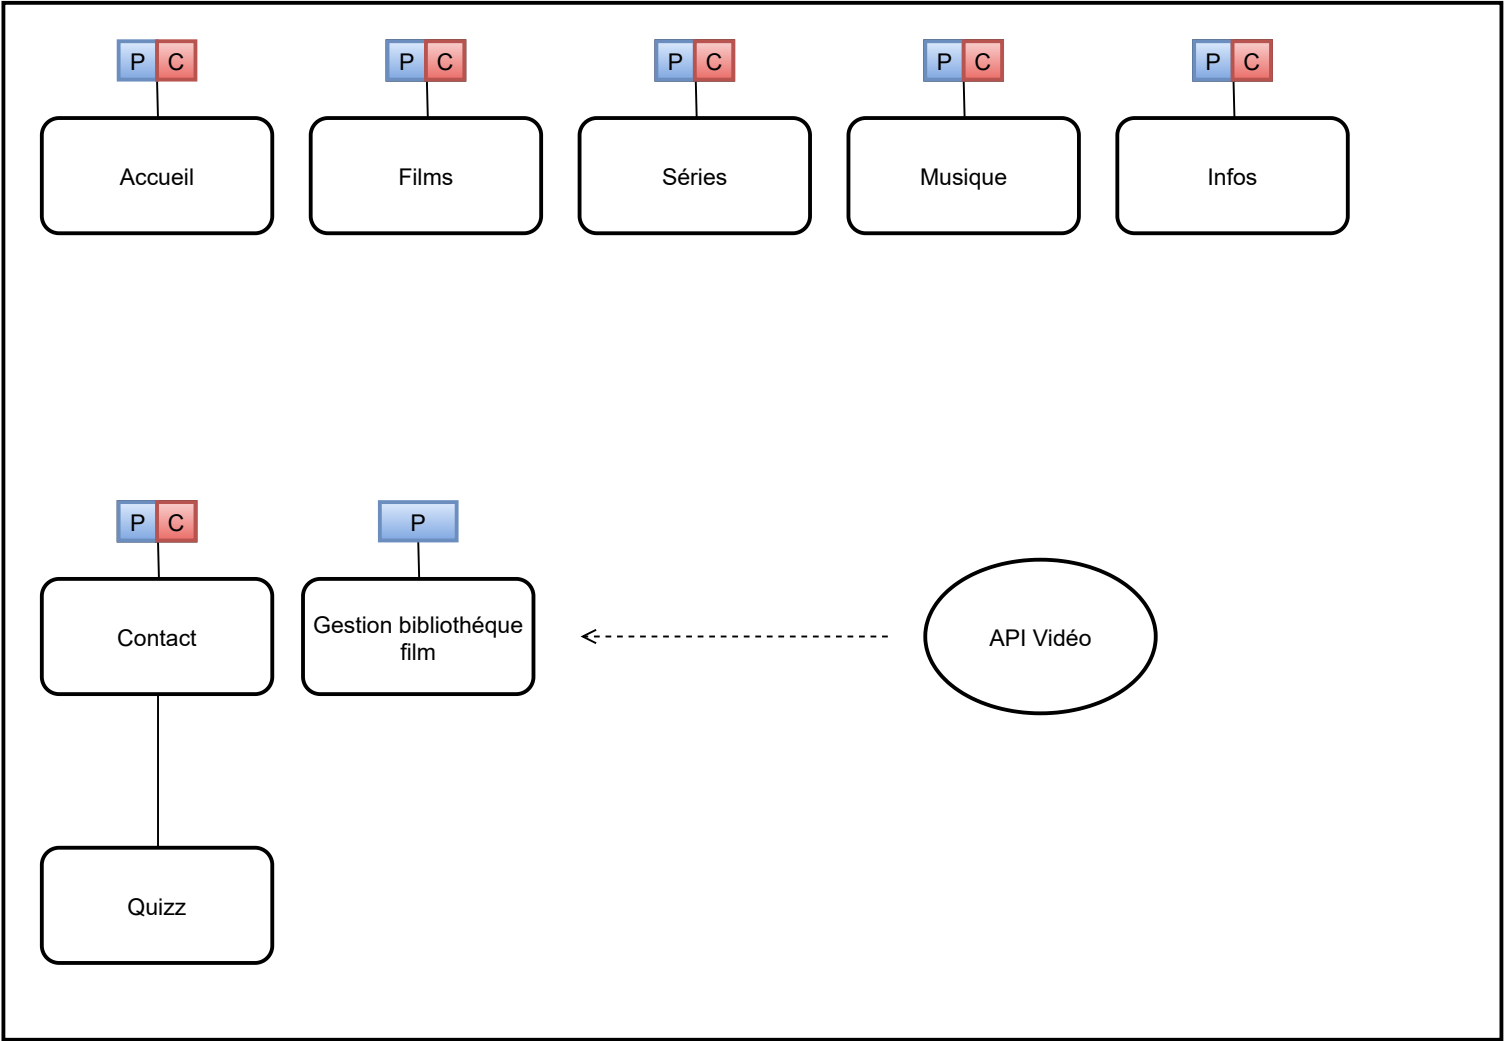 P C
P C
P C
P C
P C
Accueil
Films
Séries
Musique
Infos
P C
P
Contact
Gestion bibliothéque
film
API Vidéo
Quizz